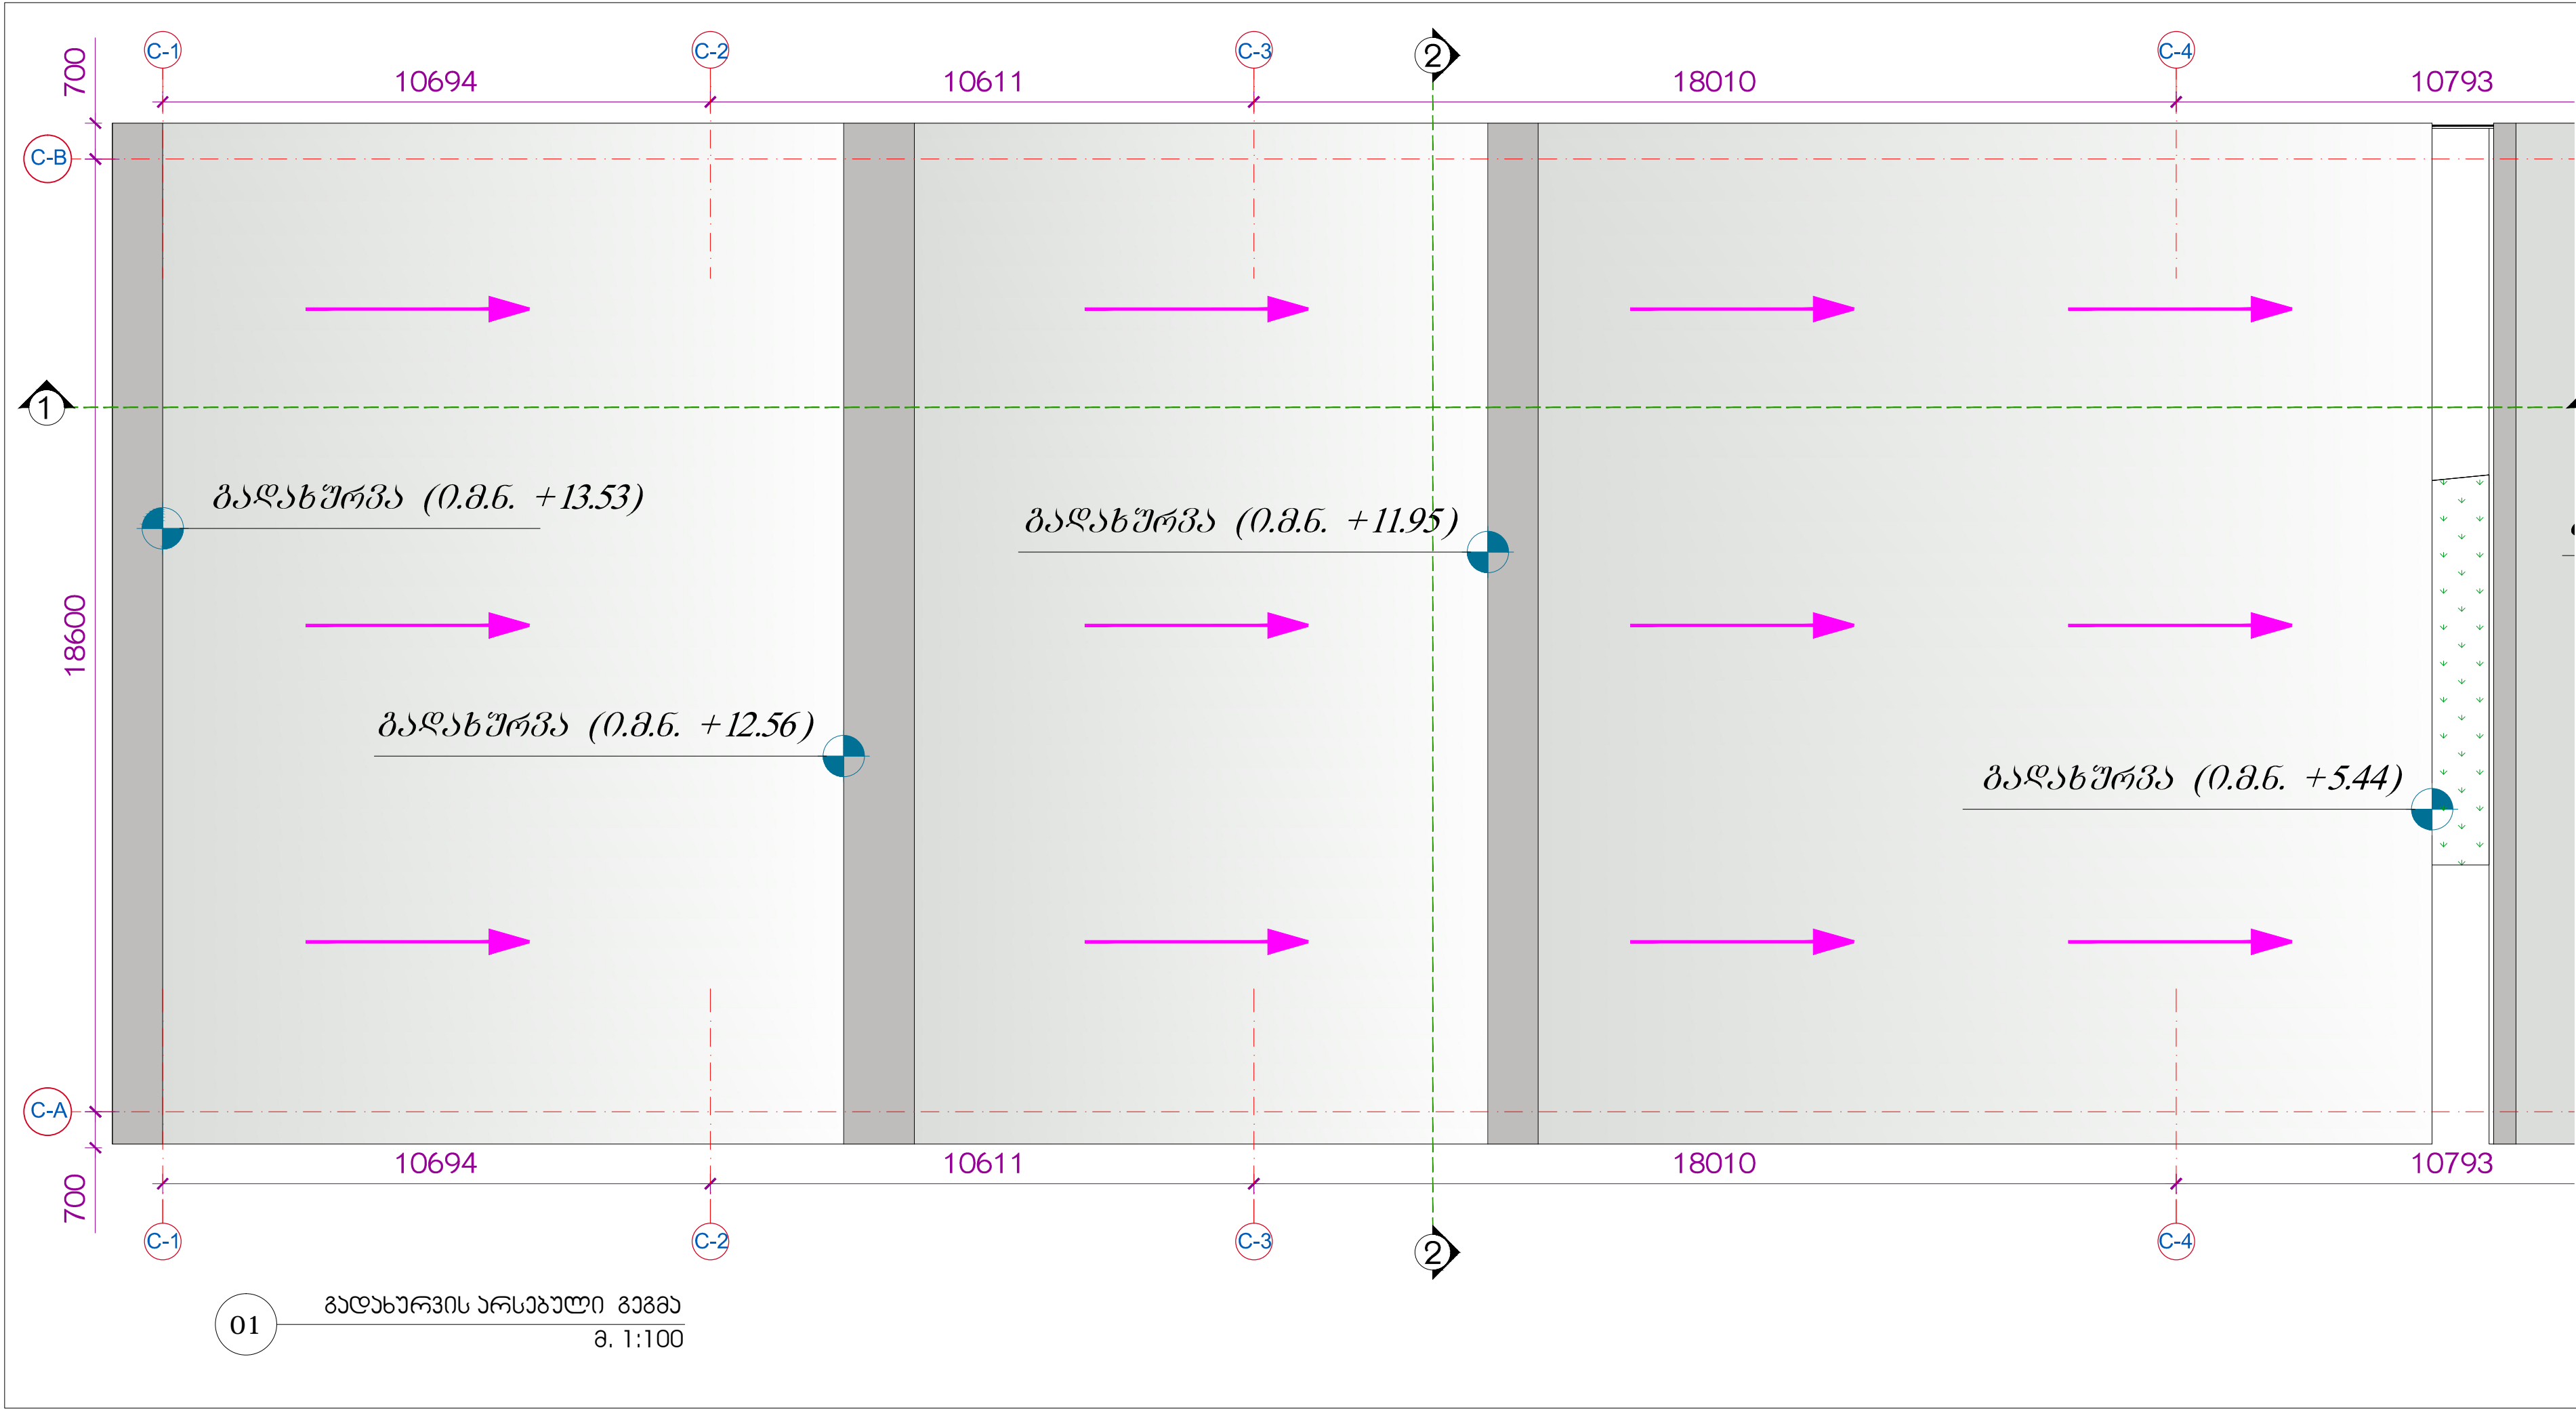 C-1
C-2
C-3
2
C-4
700
10694
10611
18010
10793
C-B
1
გადახურვა (ი.მ.ნ. +13.53)
გადახურვა (ი.მ.ნ. +11.95)
18600
გადახურვა (ი.მ.ნ. +12.56)
გადახურვა (ი.მ.ნ. +5.44)
C-A
700
10694
10611
18010
10793
C-1
C-2
C-3
2
C-4
01
გადახურვის არსებული გეგმა
მ. 1:100